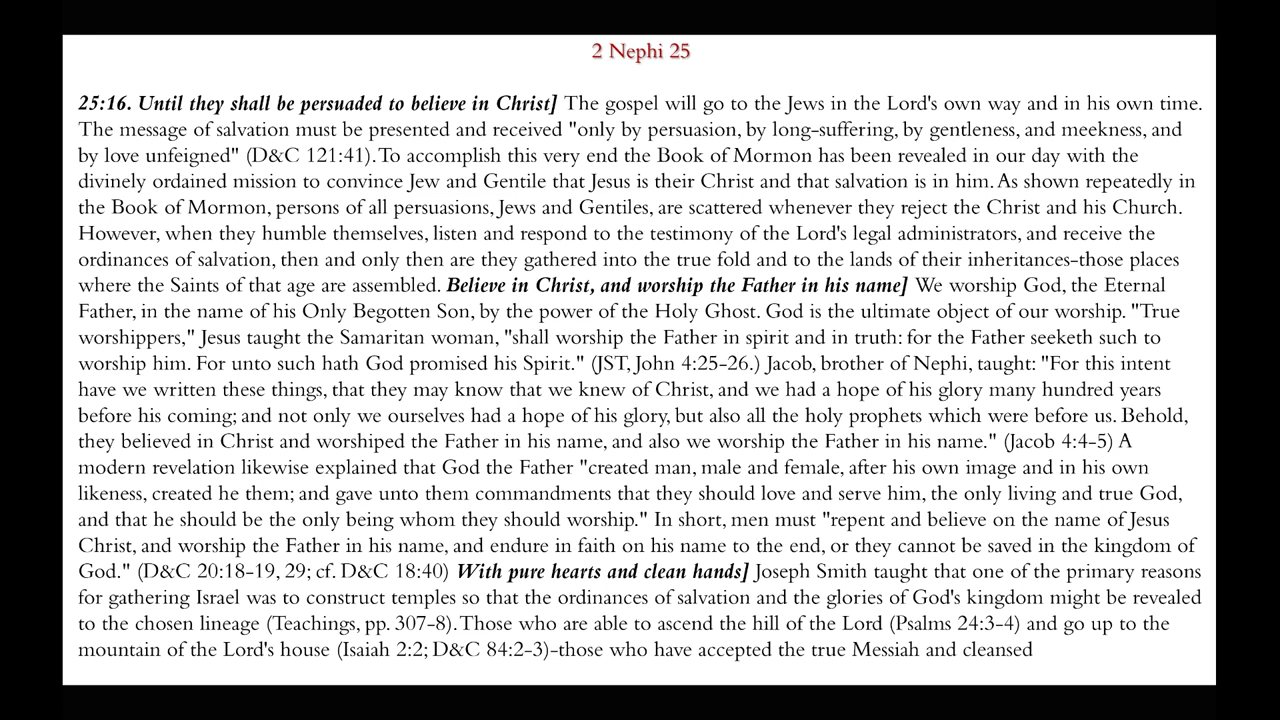 2 Nephi 25
25:16. Until they shall be persuaded to believe in Christ] The gospel will go to the Jews in the Lord's own way and in his own time.
The message of salvation must be presented and received "only by persuasion, by long-suffering, by gentleness, and meekness, and
by love unfeigned" (D&C 121:41). To accomplish this very end the Book of Mormon has been revealed in our day with the
divinely ordained mission to convince Jew and Gentile that Jesus is their Christ and that salvation is in him. As shown repeatedly in
the Book of Mormon, persons of all persuasions, Jews and Gentiles, are scattered whenever they reject the Christ and his Church.
However, when they humble themselves, listen and respond to the testimony of the Lord's legal administrators, and receive the
ordinances of salvation, then and only then are they gathered into the true fold and to the lands of their inheritances-those places
where the Saints of that age are assembled. Believe in Christ, and worship the Father in his name] We worship God, the Eternal
Father, in the name of his Only Begotten Son, by the power of the Holy Ghost. God is the ultimate object of our worship. "True
worshippers," Jesus taught the Samaritan woman, "shall worship the Father in spirit and in truth: for the Father seeketh such to
worship him. For unto such hath God promised his Spirit." (JST, John 4:25-26.) Jacob, brother of Nephi, taught: "For this intent
have we written these things, that they may know that we knew of Christ, and we had a hope of his glory many hundred years
before his coming; and not only we ourselves had a hope of his glory, but also all the holy prophets which were before us. Behold,
they believed in Christ and worshiped the Father in his name, and also we worship the Father in his name." (Jacob 4:4-5) A
modern revelation likewise explained that God the Father "created man, male and female, after his own image and in his own
likeness, created he them; and gave unto them commandments that they should love and serve him, the only living and true God,
and that he should be the only being whom they should worship." In short, men must "repent and believe on the name of Jesus
Christ, and worship the Father in his name, and endure in faith on his name to the end, or they cannot be saved in the kingdom of
God." (D&C 20:18-19, 29; cf. D&C 18:40) With pure hearts and clean hands] Joseph Smith taught that one of the primary reasons
for gathering Israel was to construct temples so that the ordinances of salvation and the glories of God's kingdom might be revealed
to the chosen lineage (Teachings, pp. 307-8). Those who are able to ascend the hill of the Lord (Psalms 24:3-4) and go up to the
mountain of the Lord's house (Isaiah 2:2; D&C 84:2-3)-those who have accepted the true Messiah and cleansed